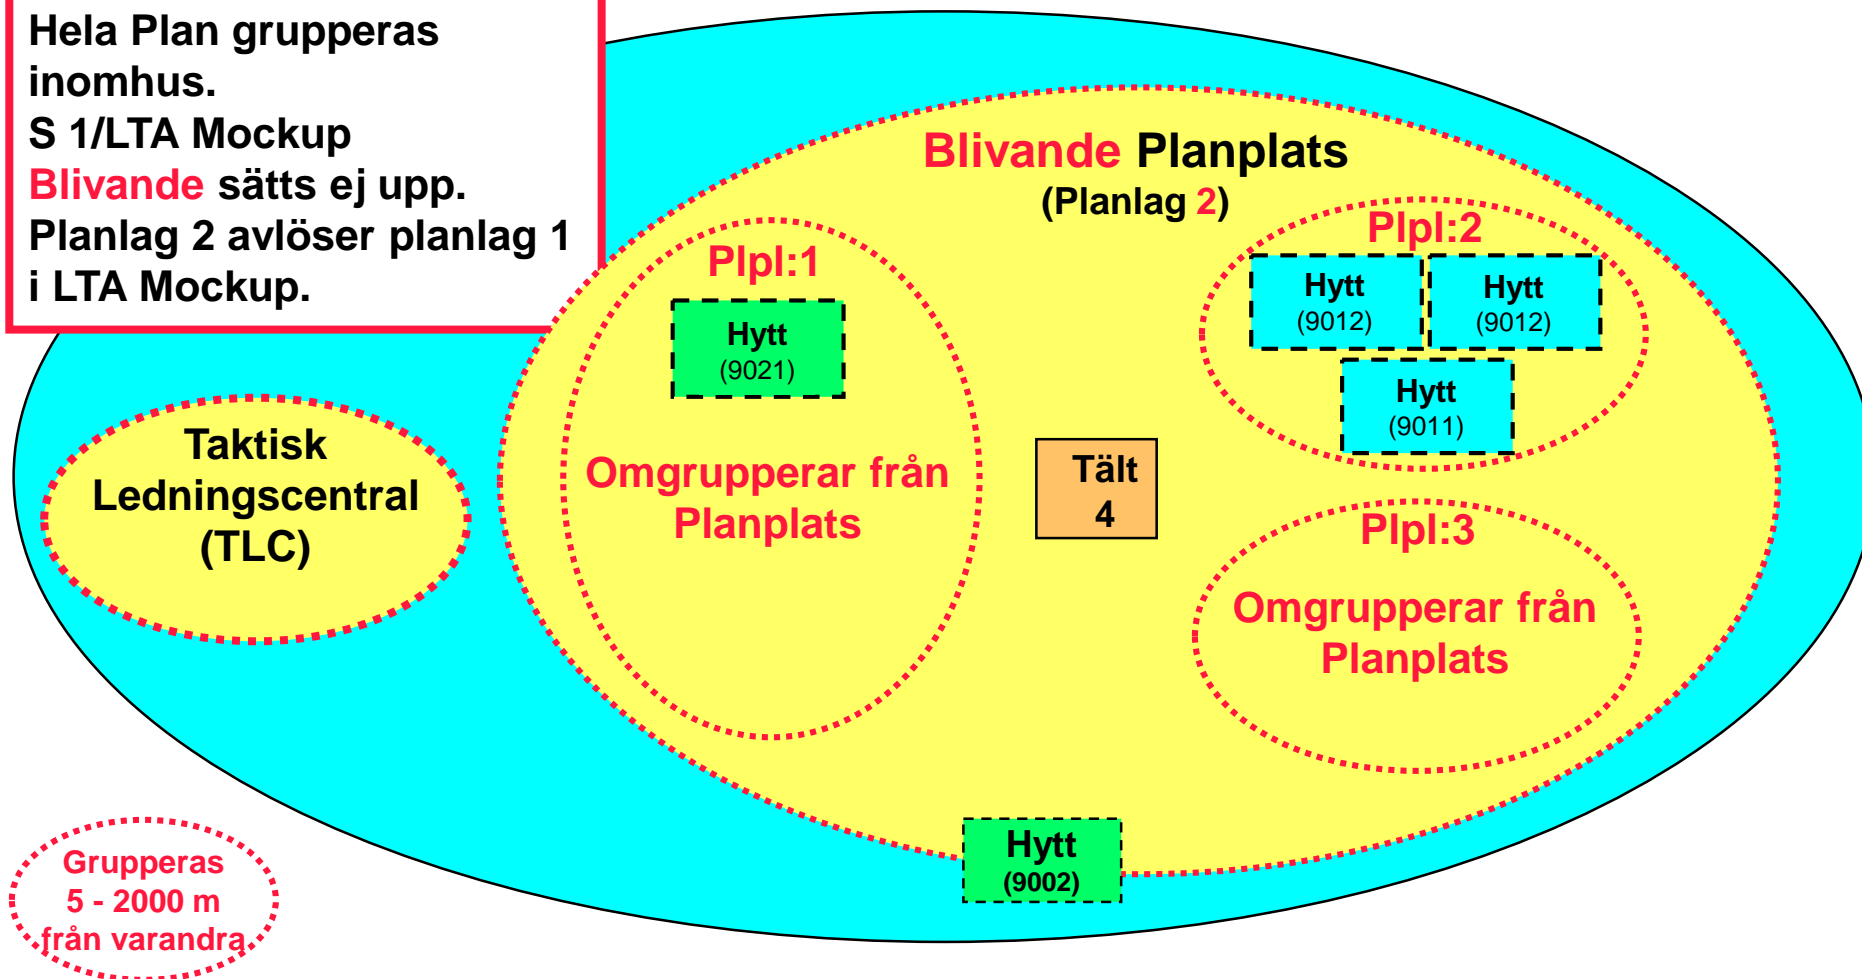 Hela Plan grupperas
inomhus.
S 1/LTA Mockup
Blivande sätts ej upp.
Planlag 2 avlöser planlag 1
i LTA Mockup.
Blivande Planplats
(Planlag 2)
Plpl:1
Hytt
(9021)
Omgrupperar från
Planplats
Plpl:2
Hytt
(9012)
Hytt
(9012)
Hytt
(9011)
Tält
4
Plpl:3
Omgrupperar från
Planplats
Taktisk
Ledningscentral
(TLC)
Hytt
(9002)
Grupperas
5 - 2000 m
från varandra